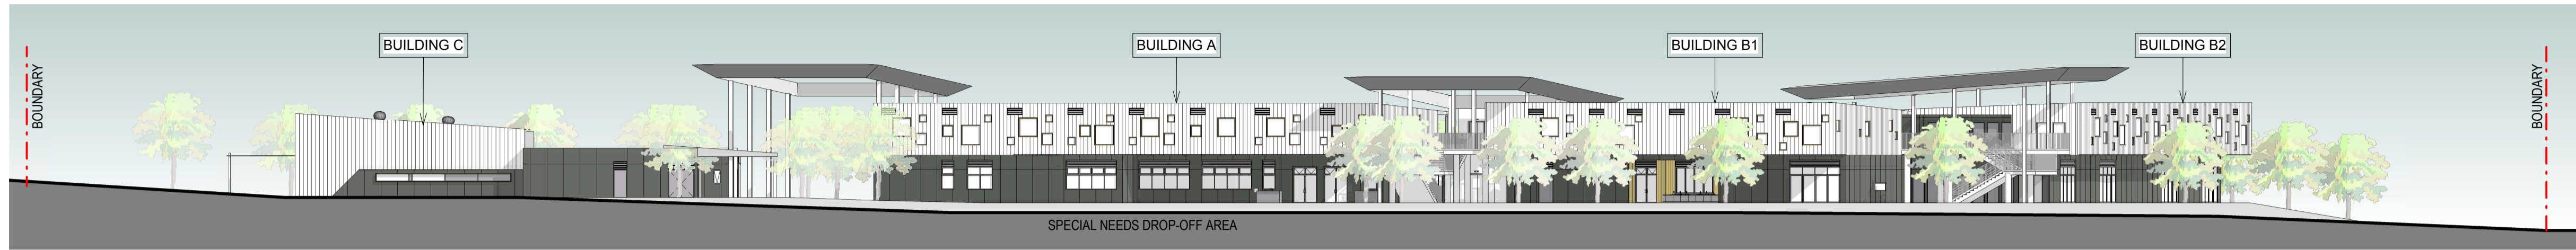 BOUNDARY
BUILDING C
BUILDING A
BUILDING B1
BUILDING B2
BOUNDARY
SPECIAL NEEDS DROP-OFF AREA